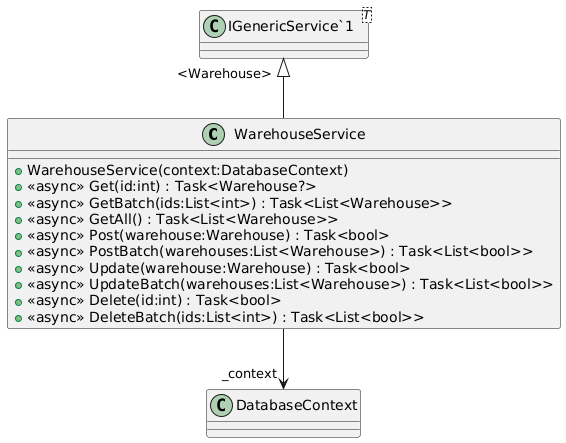 C IGenericService`1 T
<Warehouse>
C WarehouseService
WarehouseService(context:DatabaseContext)
«async» Get(id:int) : Task<Warehouse?>
«async» GetBatch(ids:List<int>) : Task<List<Warehouse>>
«async» GetAll() : Task<List<Warehouse>>
«async» Post(warehouse:Warehouse) : Task<bool>
«async» PostBatch(warehouses:List<Warehouse>) : Task<List<bool>>
«async» Update(warehouse:Warehouse) : Task<bool>
«async» UpdateBatch(warehouses:List<Warehouse>) : Task<List<bool>>
«async» Delete(id:int) : Task<bool>
«async» DeleteBatch(ids:List<int>) : Task<List<bool>>
_context
C DatabaseContext